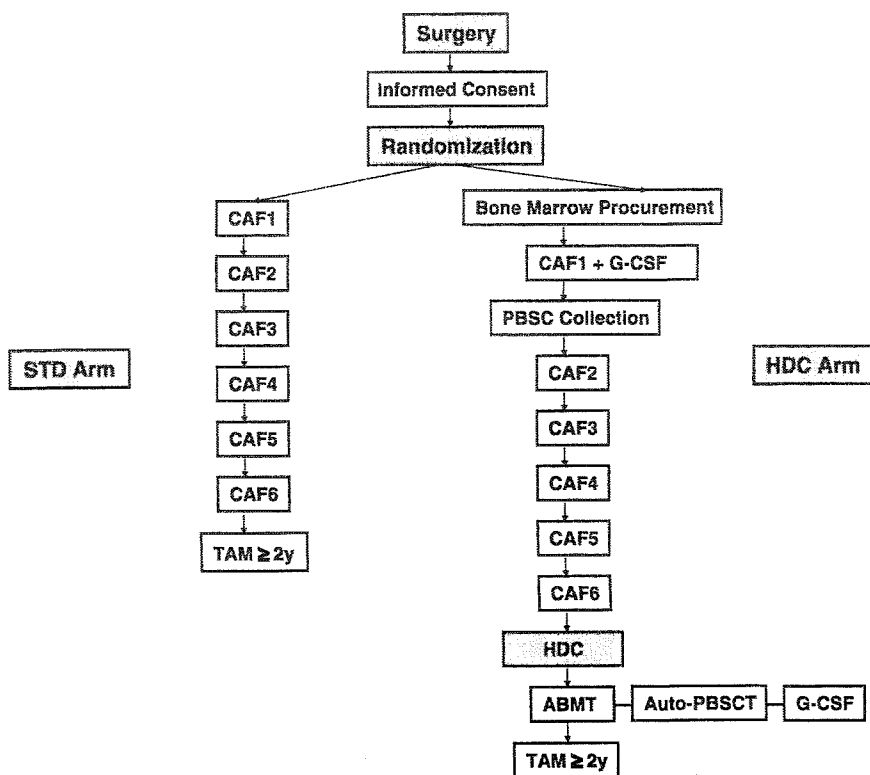 Surgery
Informed Consent
Randomization
STD Arm
CAF1
CAF2
CAF3
CAF4
CAF5
CAF6
TAM ≧ 2y
HDC Arm
Bone Marrow Procurement
CAF1 + G-CSF
PBSC Collection
CAF2
CAF3
CAF4
CAF5
CAF6
HDC
ABMT
Auto-PBSCT
G-CSF
TAM ≧ 2y